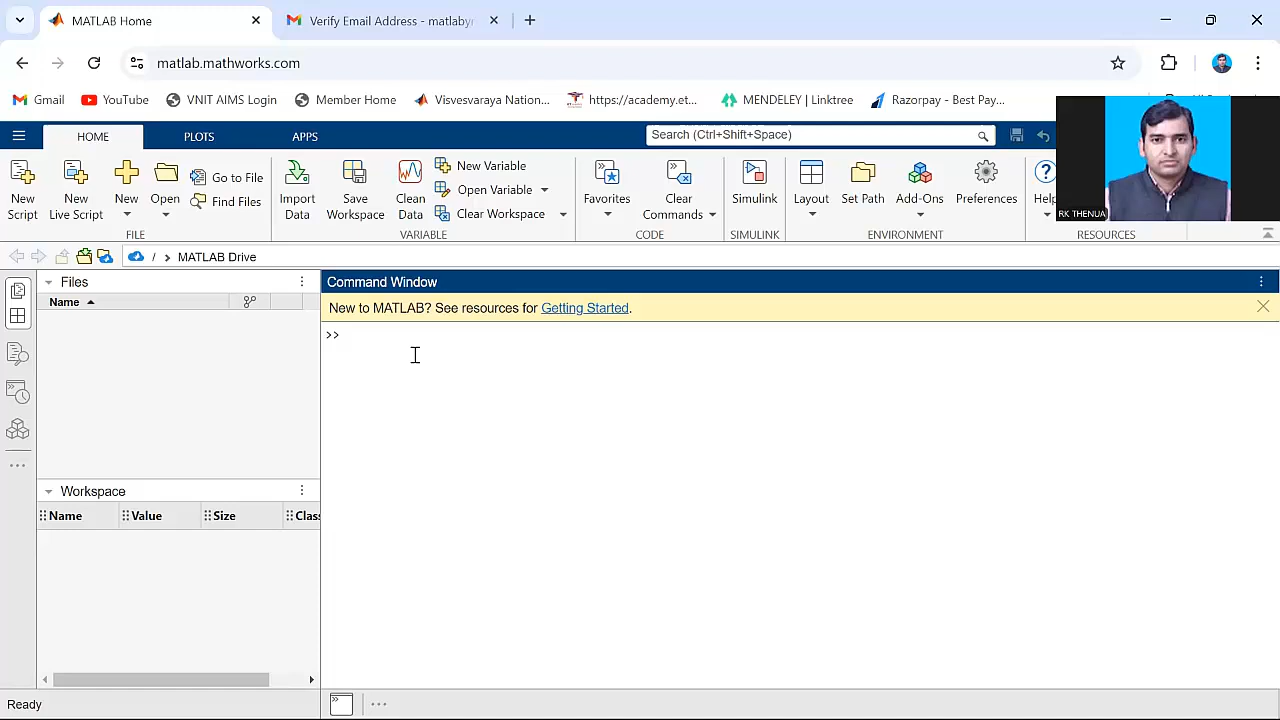 MATLAB Home
Verify Email Address - matlaby
matlab.mathworks.com
Gmail
YouTube
VNIT AIMS Login
Member Home
Visvesvaraya Nation...
https://academy.et...
MENDELEY | Linktree
Razorpay - Best Pay...
HOME
PLOTS
APPS
Search (Ctrl+Shift+Space)
New Script
New Live Script
New
Open
Go to File
Find Files
Import Data
Save Workspace
Clean Data
New Variable
Open Variable
Clear Workspace
Favorites
Clear Commands
Simulink
Layout
Set Path
Add-Ons
Preferences
Help
RK THENUA
FILE
VARIABLE
CODE
SIMULINK
ENVIRONMENT
RESOURCES
/ > MATLAB Drive
Files
Name
Command Window
New to MATLAB? See resources for Getting Started.
>>
Workspace
Name
Value
Size
Class
Ready